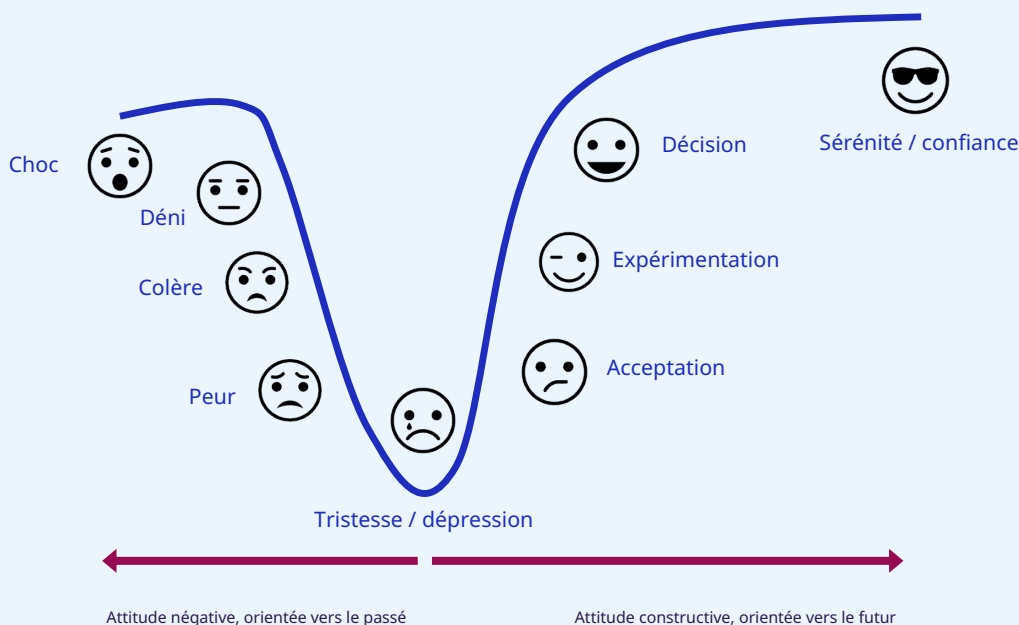 Choc
Déni
Colère
Peur
Tristesse / dépression
Acceptation
Expérimentation
Décision
Sérénité / confiance
Attitude négative, orientée vers le passé
Attitude constructive, orientée vers le futur